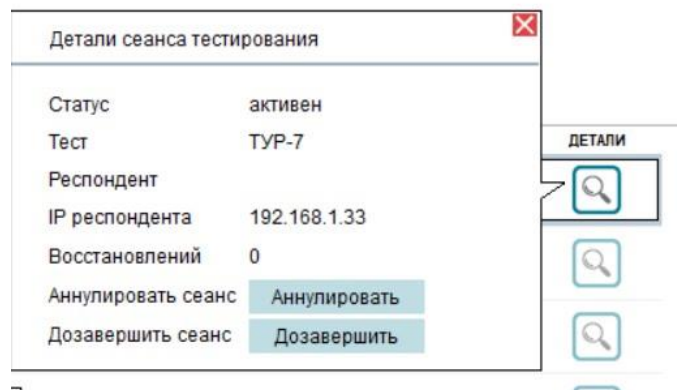 Детали сеанса тестирования
Статус активен
Тест ТУР-7
ДЕТАЛИ
Респондент
IP респондента 192.168.1.33
Восстановлений 0
Аннулировать сеанс Аннулировать
Дозавершить сеанс Дозавершить